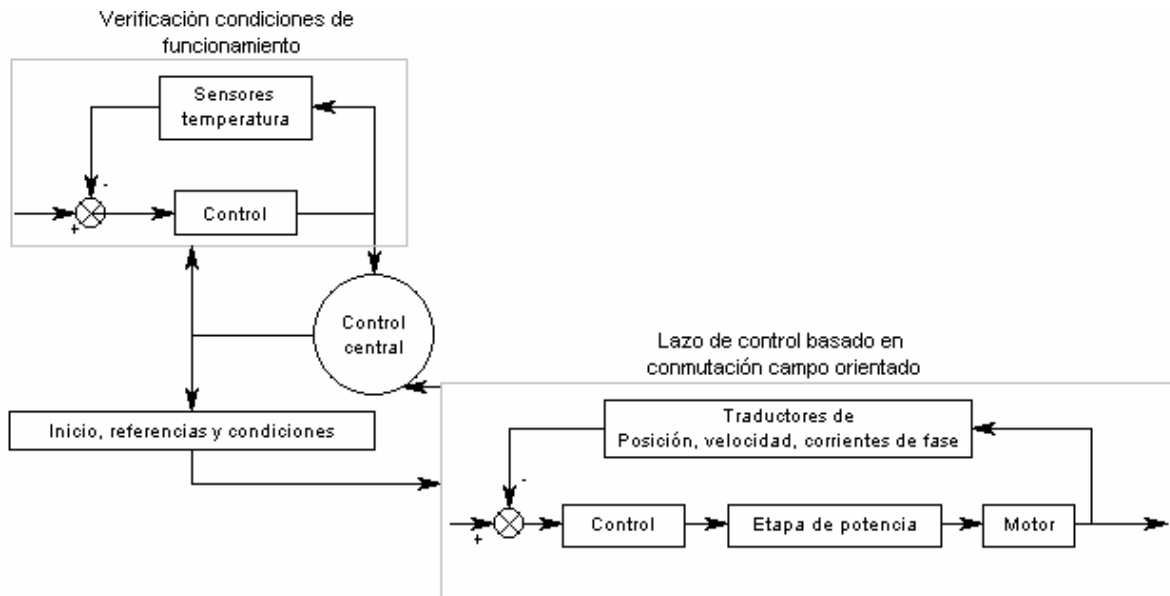 Verificación condiciones de
funcionamiento
Sensores
temperatura
-
+
Control
Control
central
Inicio, referencias y condiciones
Lazo de control basado en
conmutación campo orientado
Traductores de
Posición, velocidad, corrientes de fase
-
+
Control
Etapa de potencia
Motor